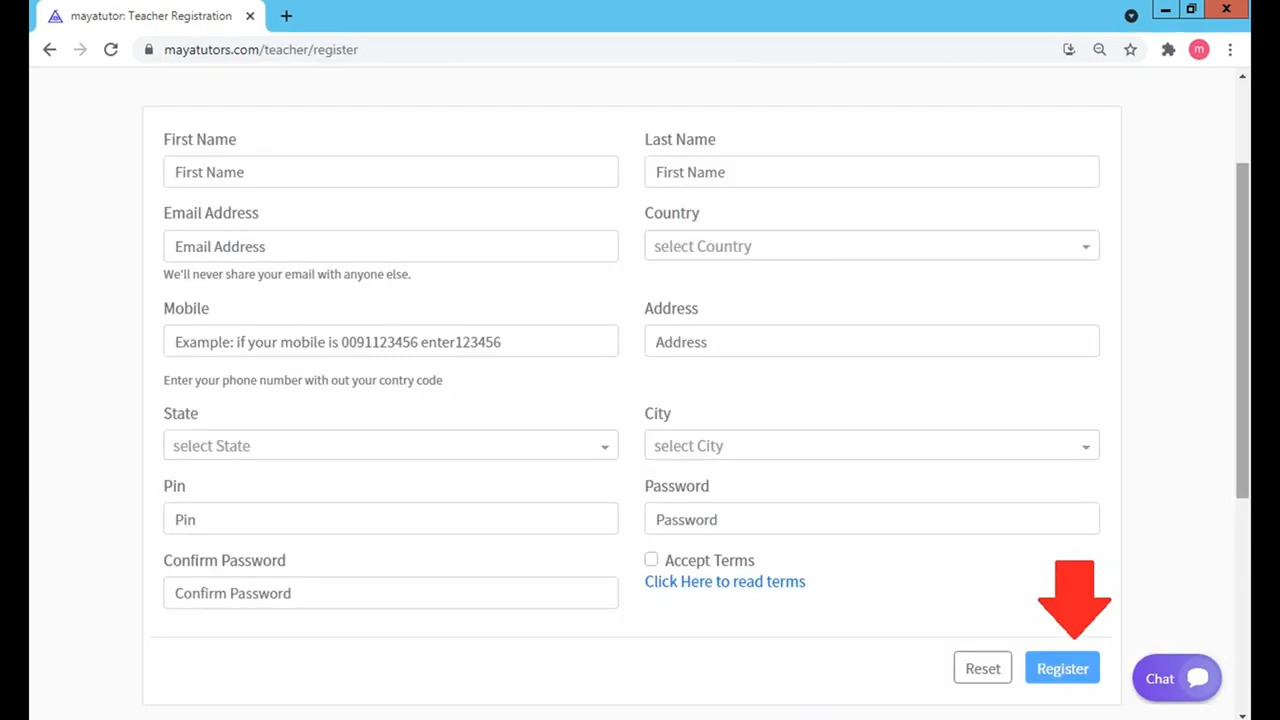 mayatutor: Teacher Registration
mayatutors.com/teacher/register
m
First Name
Last Name
First Name
First Name
Email Address
Country
Email Address
select Country
We'll never share your email with anyone else.
Mobile
Address
Example: if your mobile is 0091123456 enter123456
Address
Enter your phone number with out your contry code
State
City
select State
select City
Pin
Password
Pin
Password
Confirm Password
Accept Terms
Click Here to read terms
Confirm Password
Reset
Register
Chat